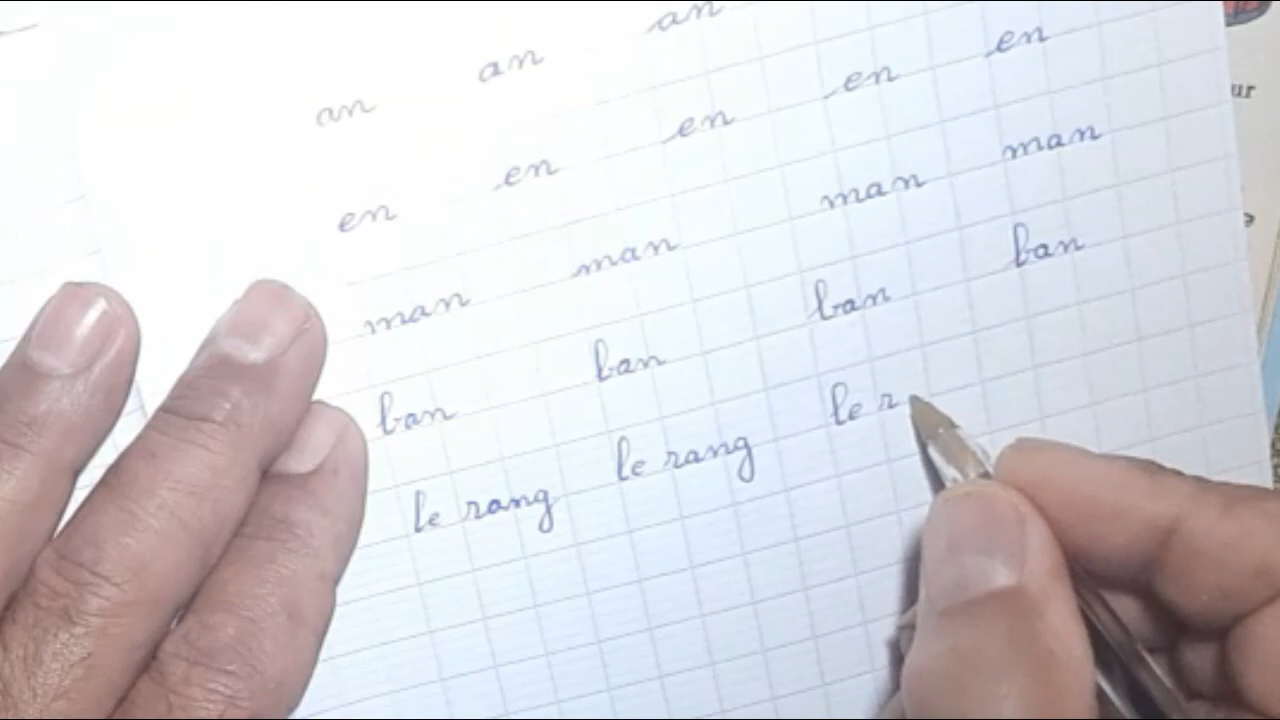 an an an
en en en en en
man man man man
ban ban ban ban
le rang le rang le r
ur